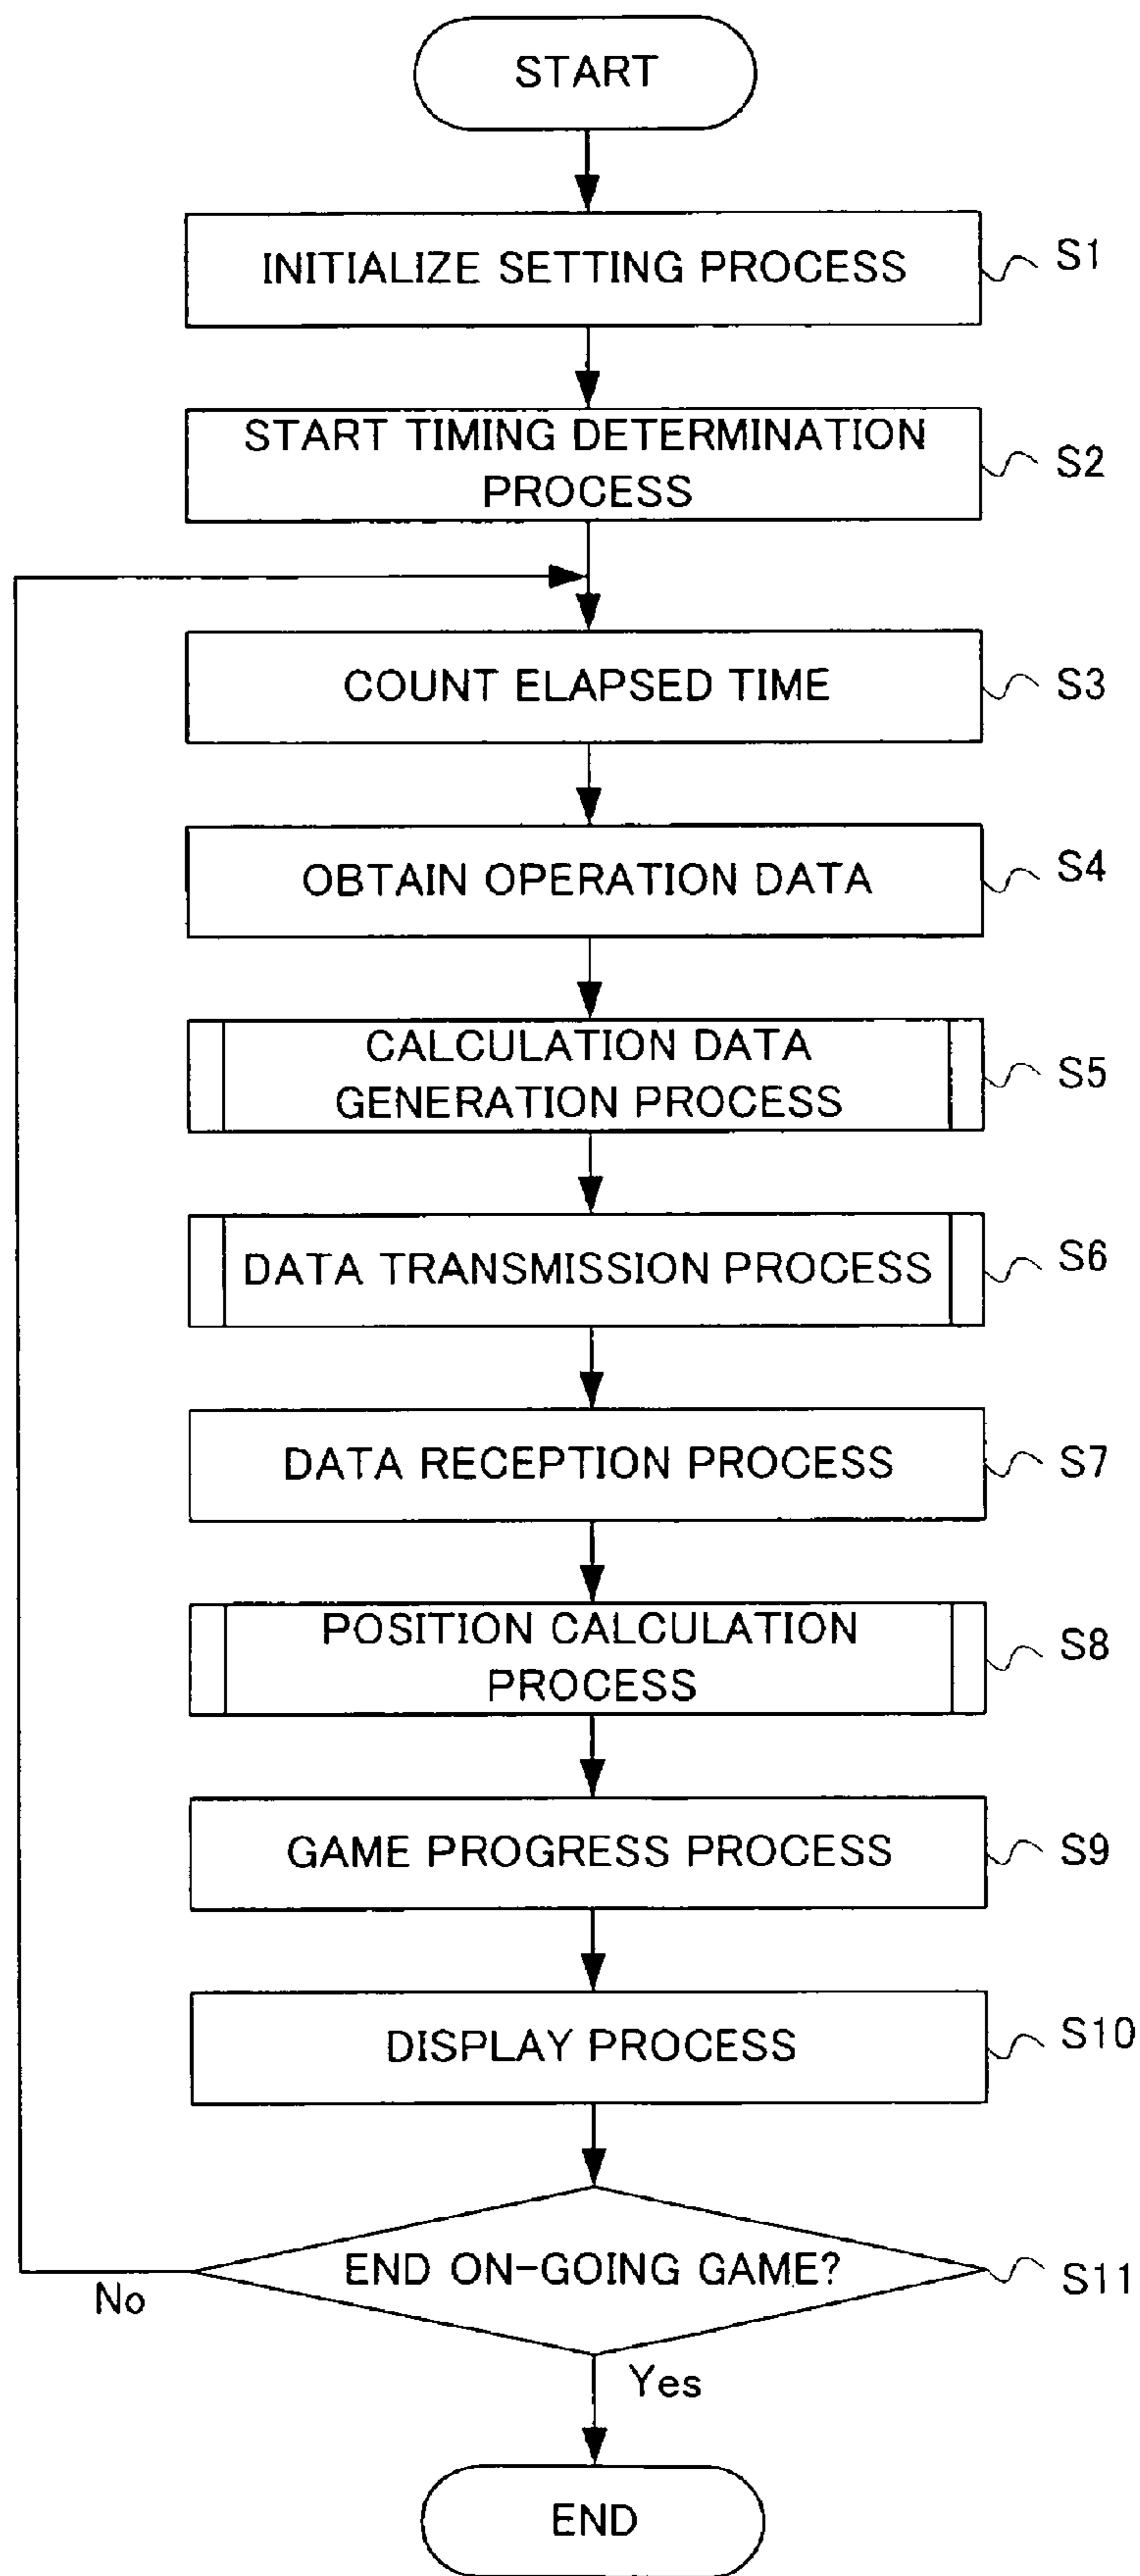 START
INITIALIZE SETTING PROCESS
S1
START TIMING DETERMINATION
PROCESS
S2
COUNT ELAPSED TIME
S3
OBTAIN OPERATION DATA
S4
CALCULATION DATA
GENERATION PROCESS
S5
DATA TRANSMISSION PROCESS
S6
DATA RECEPTION PROCESS
S7
POSITION CALCULATION
PROCESS
S8
GAME PROGRESS PROCESS
S9
DISPLAY PROCESS
S10
END ON-GOING GAME?
S11
No
Yes
END